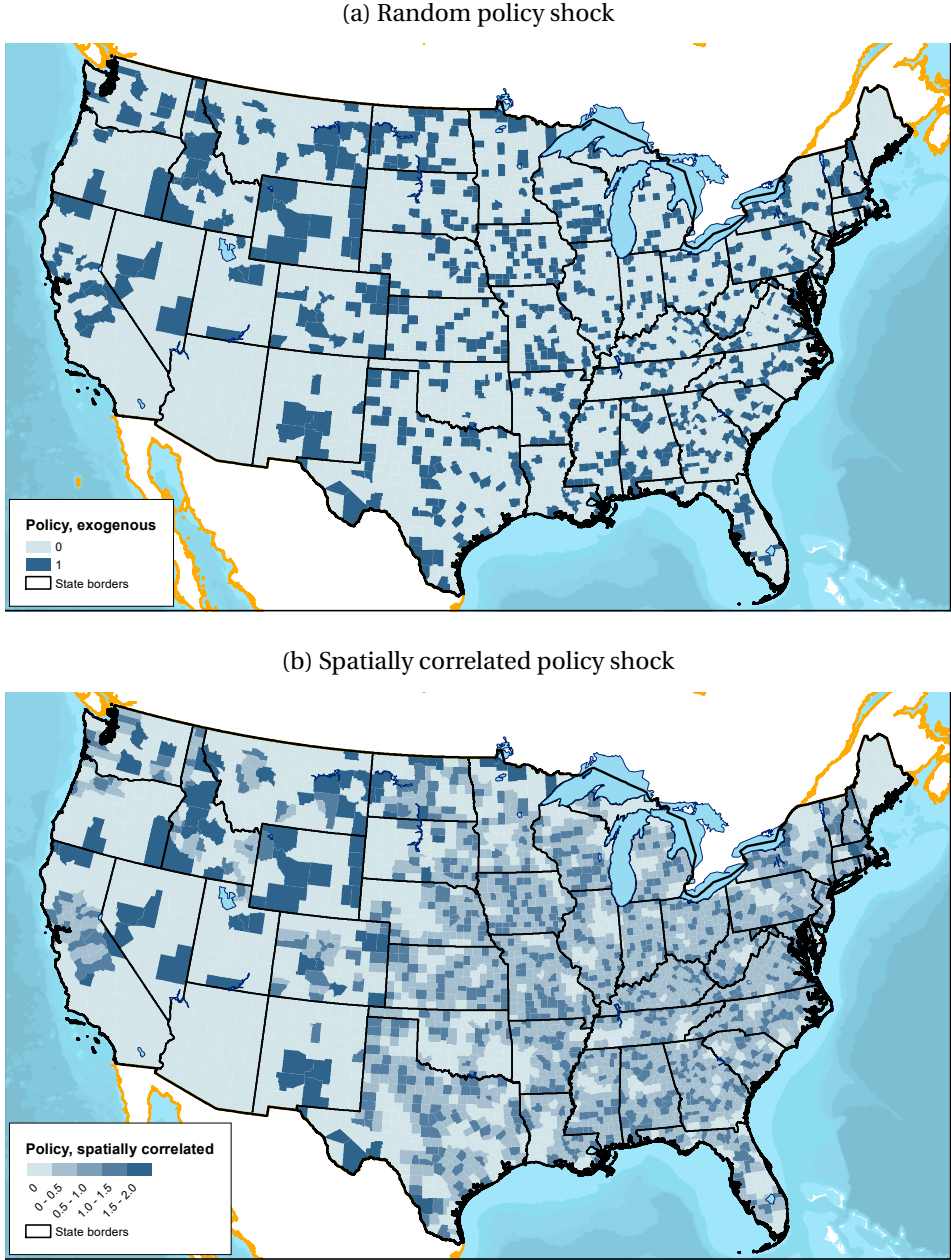 (a) Random policy shock
Policy, exogenous
0
1
State borders
(b) Spatially correlated policy shock
Policy, spatially correlated
0
0 - 0.5
0.5 - 1.0
1.0 - 1.5
1.5 - 2.0
State borders